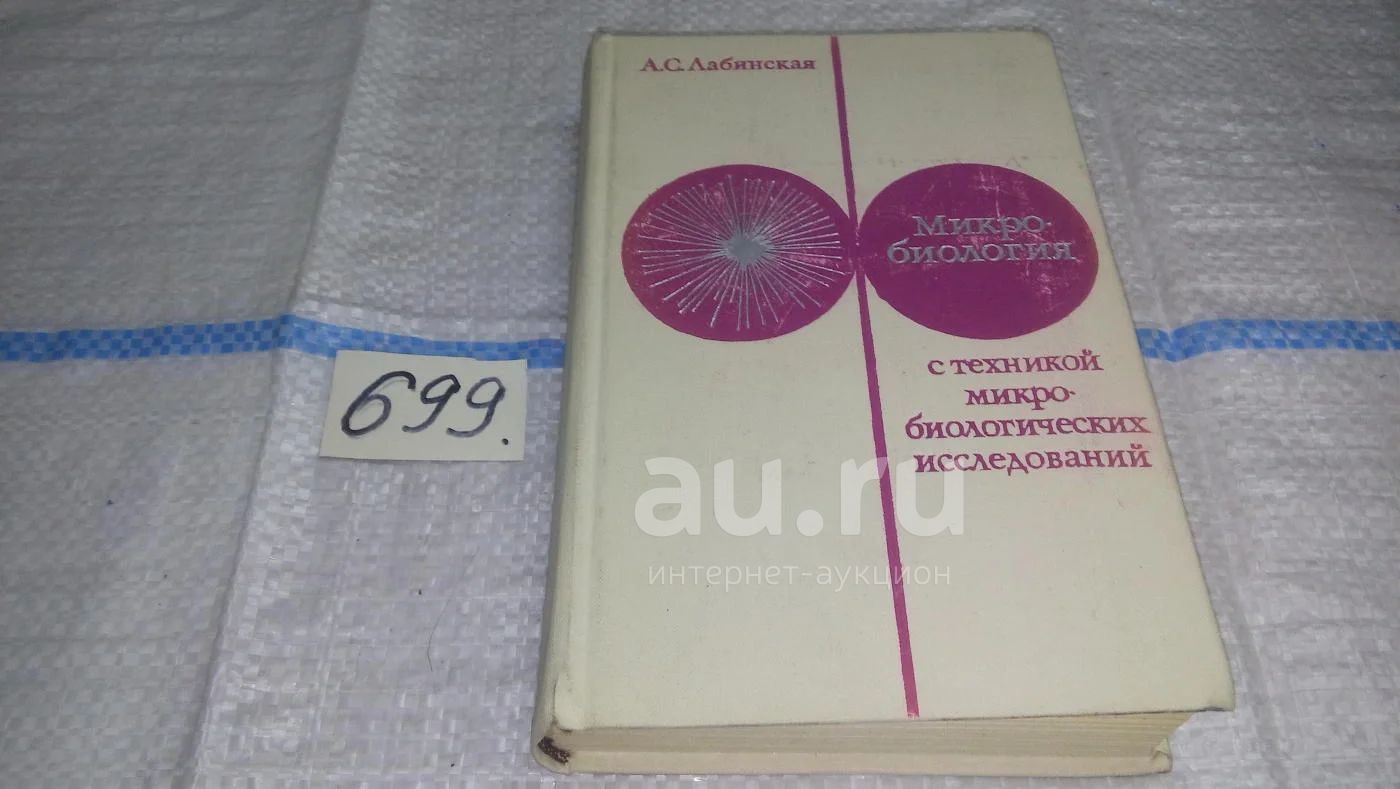 А.С.Лабинская
Микро-
биология
с техникой
микро-
биологических
исследований
699.
au.ru
интернет-аукцион